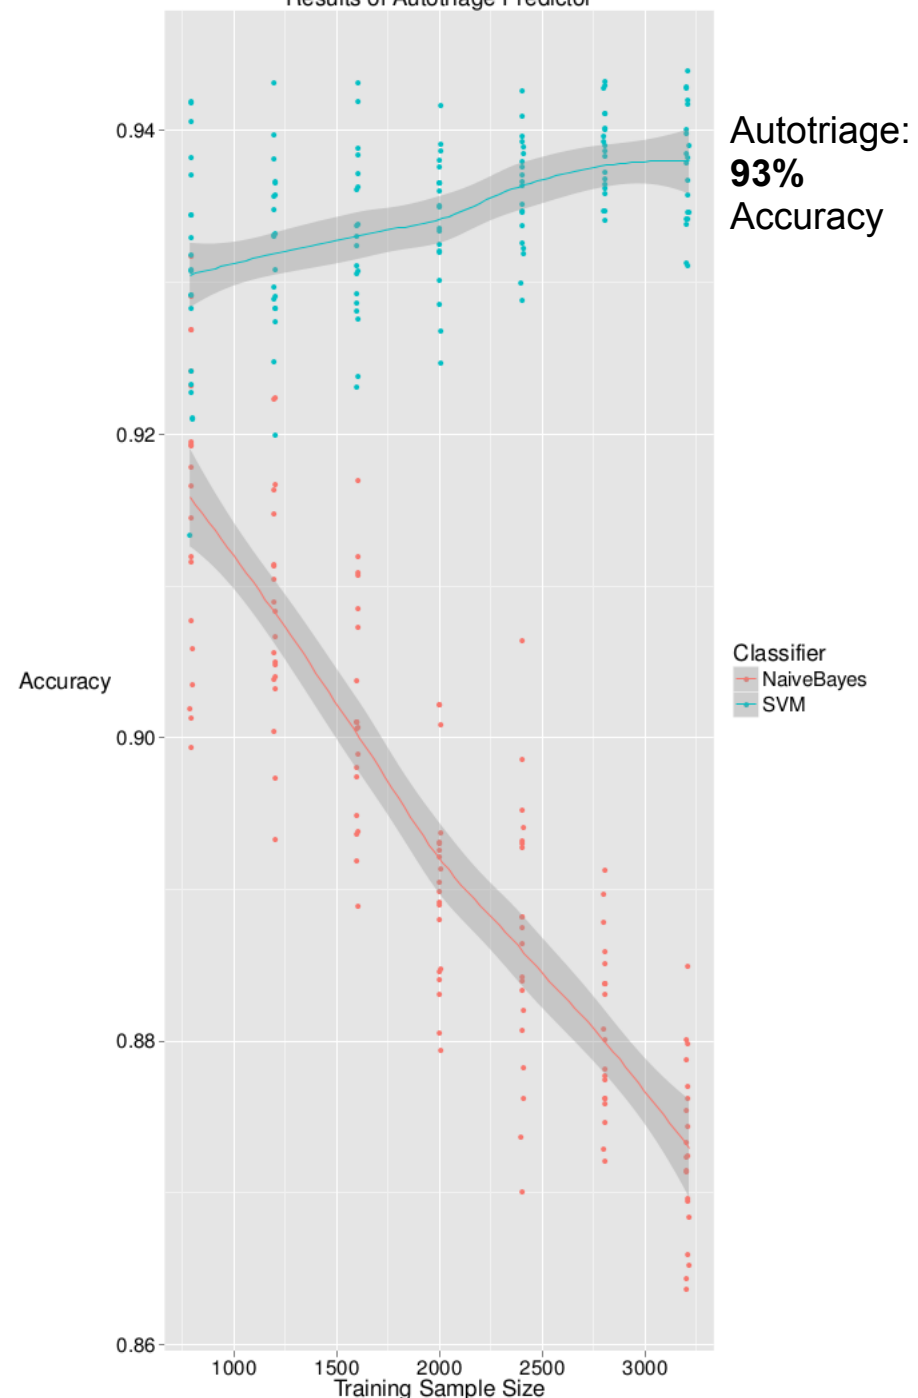 Results of Autotriage Predictor
Autotriage:
93%
Accuracy
0.94
0.92
0.90
0.88
0.86
Accuracy
Classifier
NaiveBayes
SVM
1000 1500 2000 2500 3000
Training Sample Size